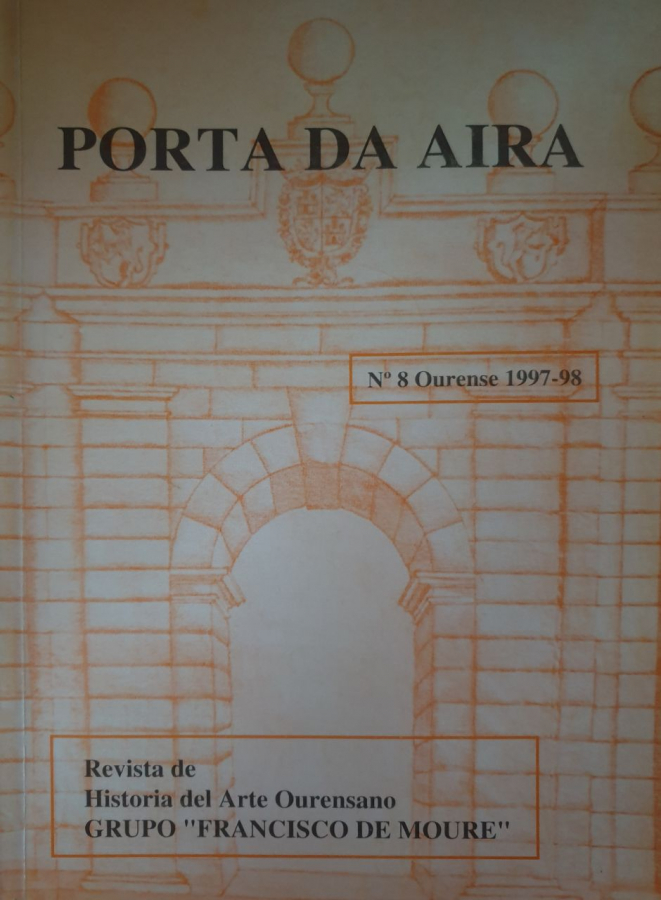 PORTA DA AIRA
Nº 8 Ourense 1997-98
Revista de
Historia del Arte Ourensano
GRUPO "FRANCISCO DE MOURE"